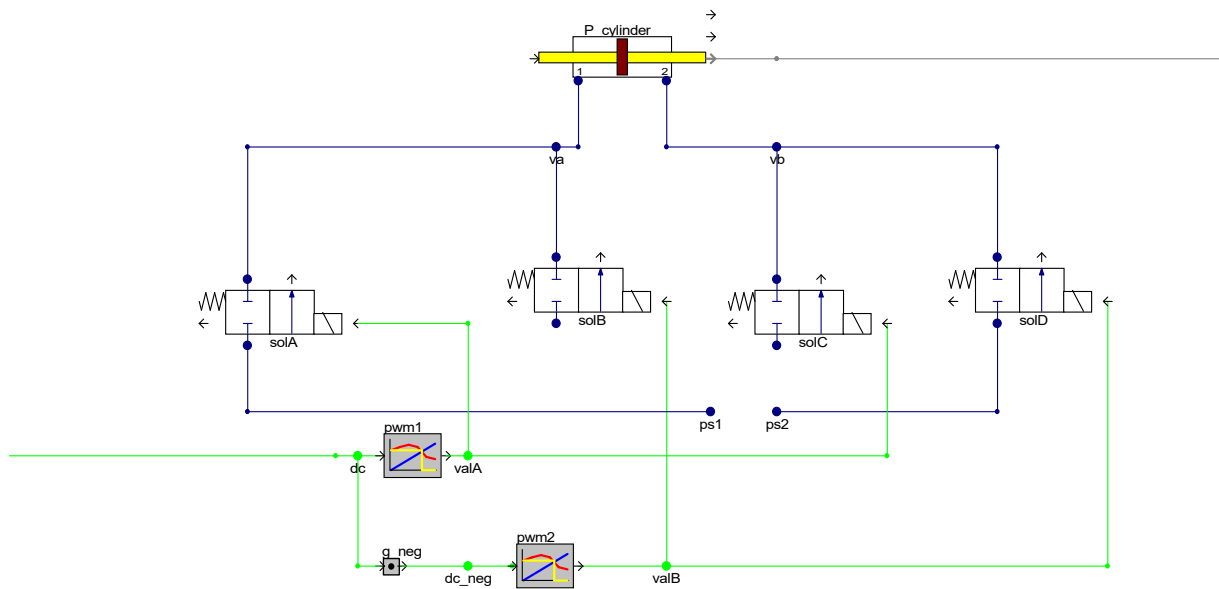 P_cylinder
1
2
va
vb
solB
solD
solA
solC
ps1
ps2
pwm1
dc
valA
g_neg
pwm2
dc_neg
valB